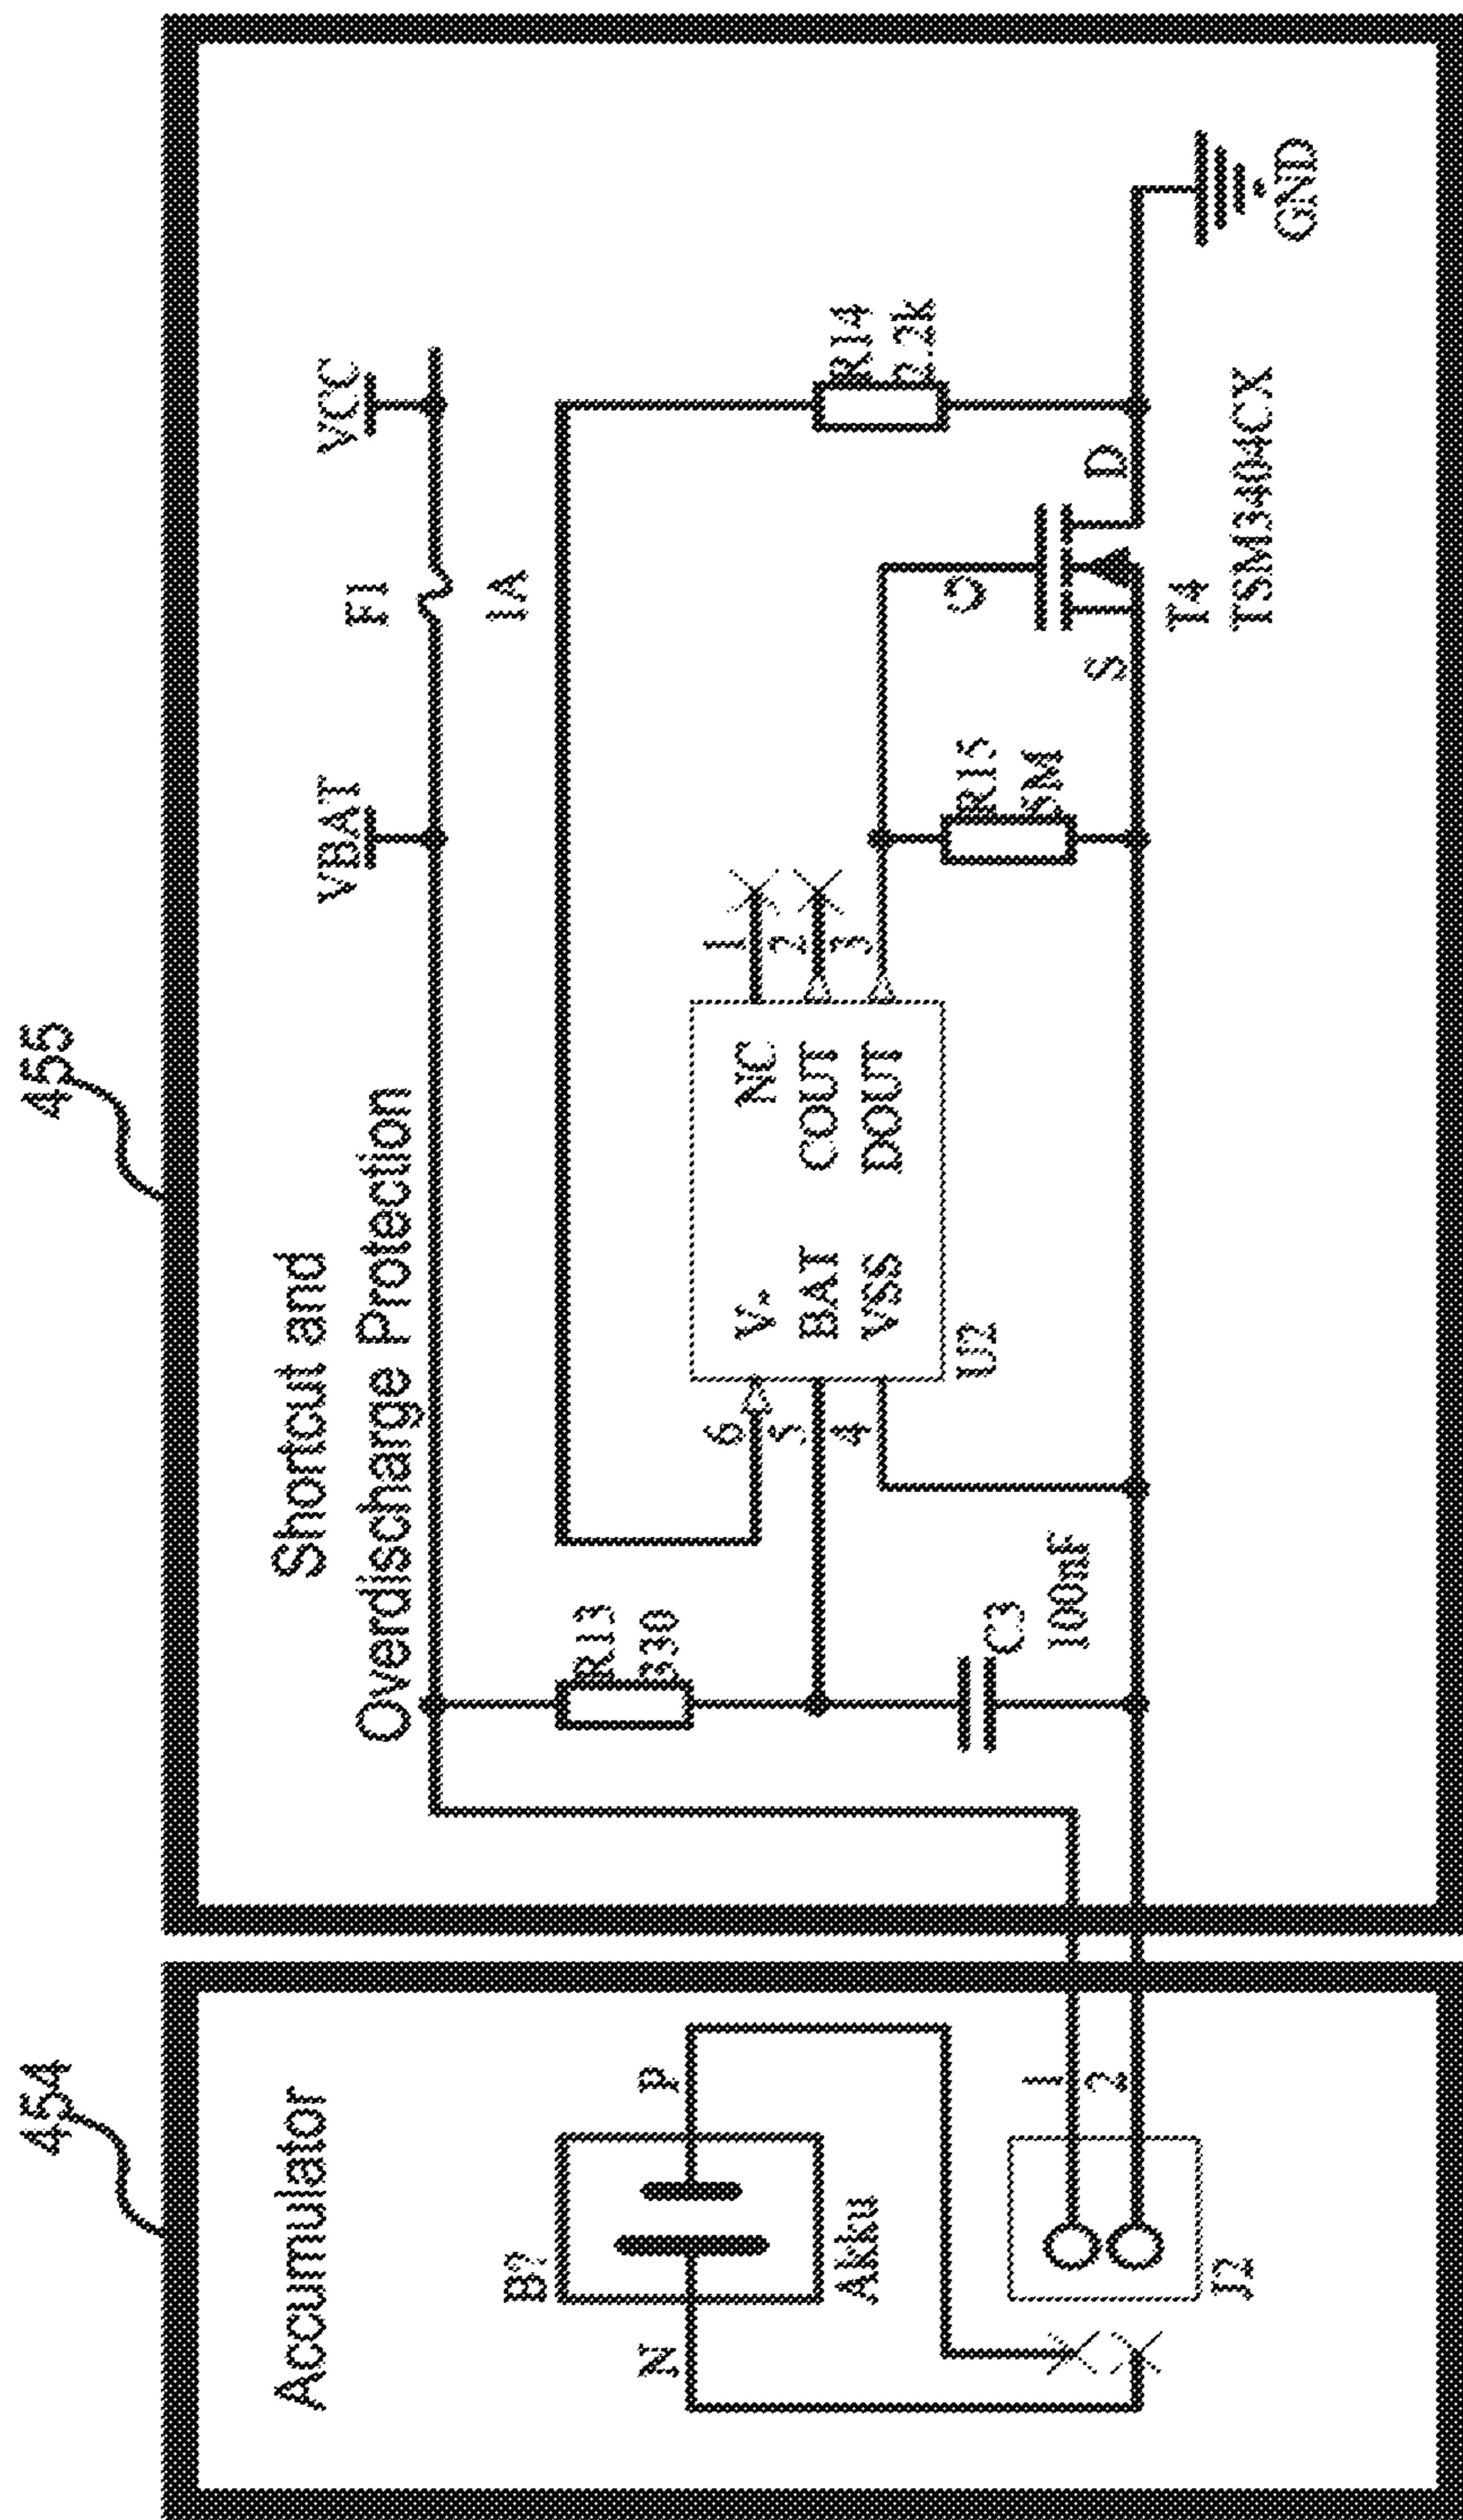 454
Accumulator
B?
N
P
Akku
1
2
J2
455
Shortcut and
Overdischarge Protection
VBAT
VCC
F1
1A
R13
330
6
5
4
V-
BAT
VSS
NC
COUT
DOUT
1
2
3
U2
C3
100nF
R15
5M
G
S
D
T4
TSM3404CX
R14
2.2k
GND